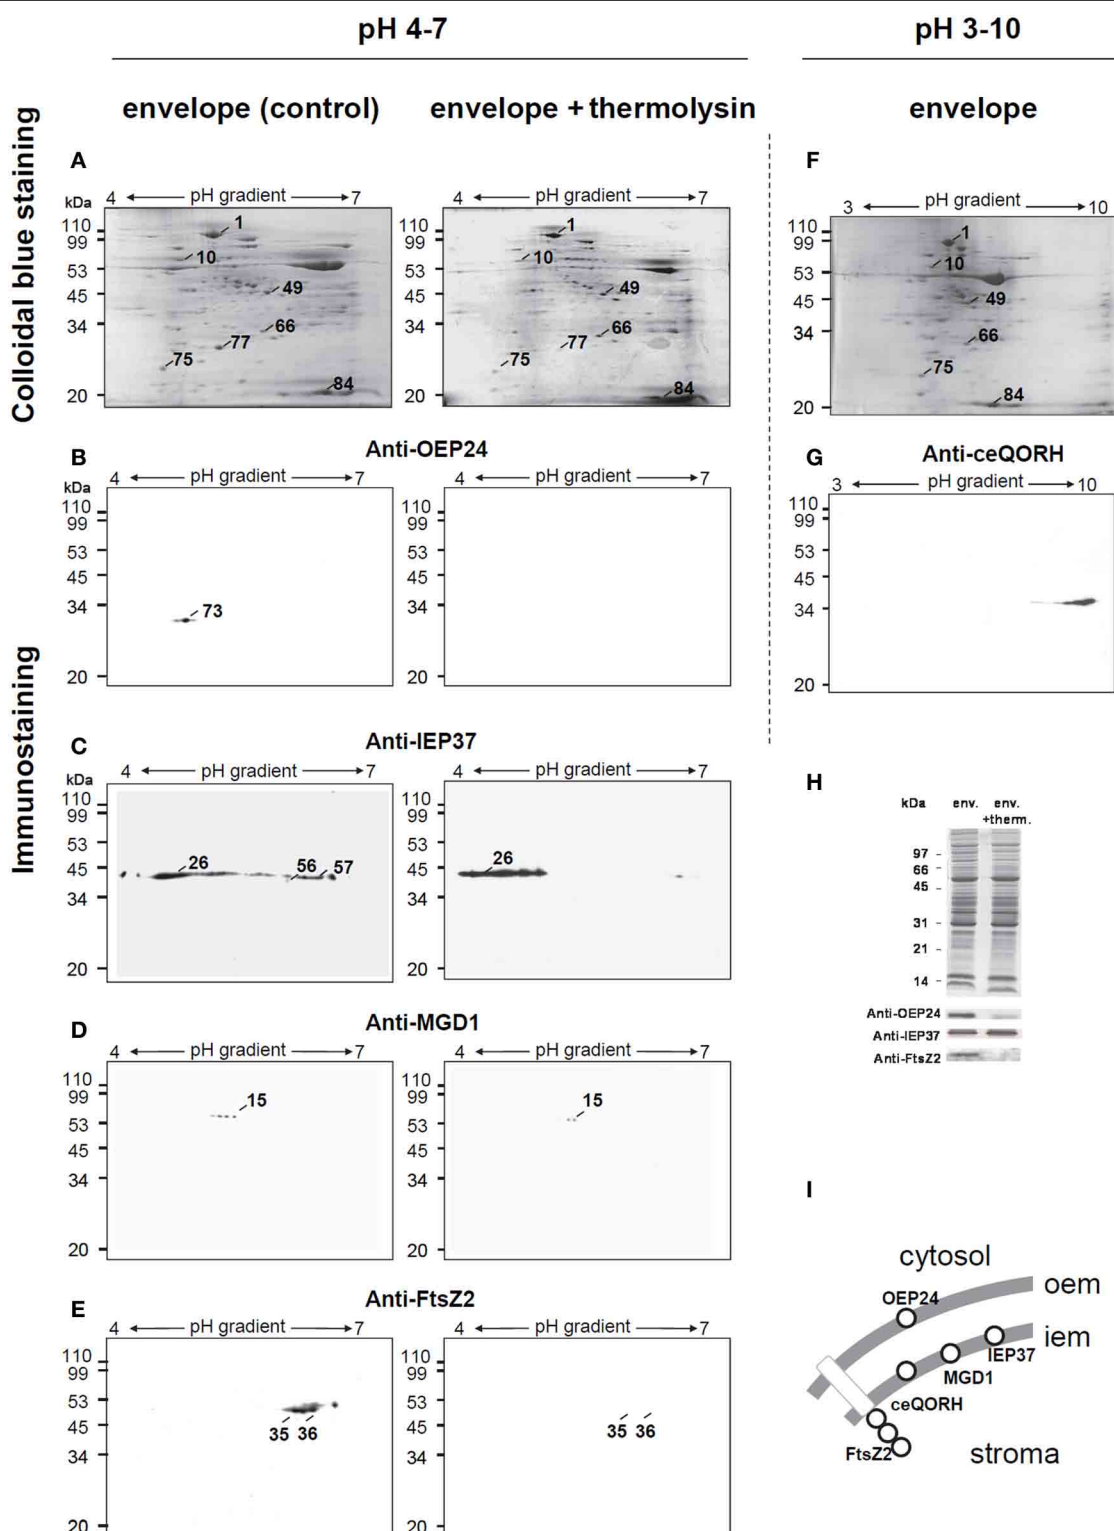 pH 4-7
pH 3-10
envelope (control)
envelope + thermolysin
envelope
Colloidal blue staining
A
4 pH gradient 7
4 pH gradient 7
kDa
110
99
53
45
34
20
1
10
49
66
77
75
84
1
10
49
66
77
75
84
F
3 pH gradient 10
110
99
53
45
34
20
1
10
49
66
75
84
Immunostaining
B
Anti-OEP24
4 pH gradient 7
4 pH gradient 7
kDa
110
99
53
45
34
20
73
110
99
53
45
34
20
G
Anti-ceQORH
3 pH gradient 10
110
99
53
45
34
20
C
Anti-IEP37
4 pH gradient 7
4 pH gradient 7
kDa
110
99
53
45
34
20
26
56
57
110
99
53
45
34
20
26
D
Anti-MGD1
4 pH gradient 7
4 pH gradient 7
110
99
53
45
34
20
15
110
99
53
45
34
20
15
E
Anti-FtsZ2
4 pH gradient 7
4 pH gradient 7
110
99
53
45
34
20
35 36
110
99
53
45
34
20
35 36
H
kDa env. env.
+therm.
97
66
45
31
21
14
Anti-OEP24
Anti-IEP37
Anti-FtsZ2
I
cytosol
oem
OEP24
iem
IEP37
MGD1
ceQORH
FtsZ2
stroma